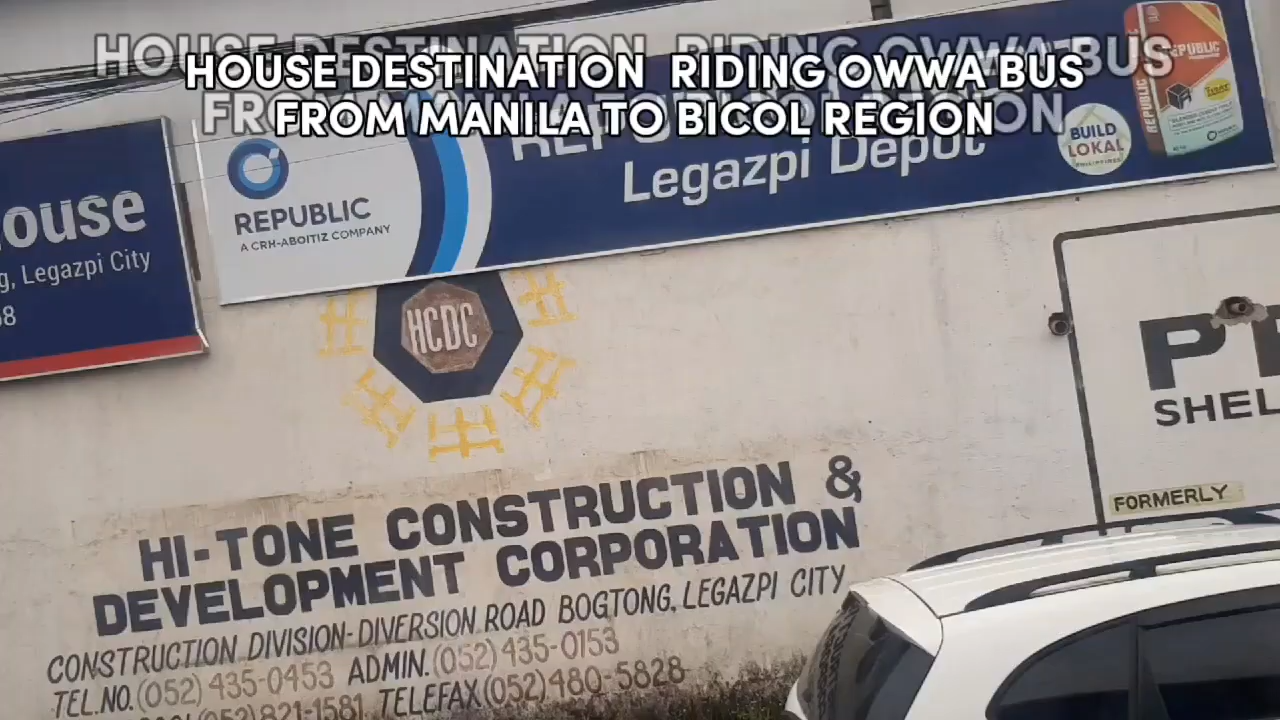 HOUSE DESTINATION RIDING OWWA BUS
FROM MANILA TO BICOL REGION
ouse
g, Legazpi City
REPUBLIC
A CRH-ABOITIZ COMPANY
Legazpi Depot
BUILD
LOKAL
PHILIPPINES
REPUBLIC
REPUBLIC
HCDC
SHEL
FORMERLY
HI-TONE CONSTRUCTION &
DEVELOPMENT CORPORATION
CONSTRUCTION DIVISION-DIVERSION ROAD BOGTONG, LEGAZPI CITY
TEL.NO.(052) 435-0453 ADMIN.(052) 435-0153
(052) 821-1581 TELEFAX (052) 480-5828